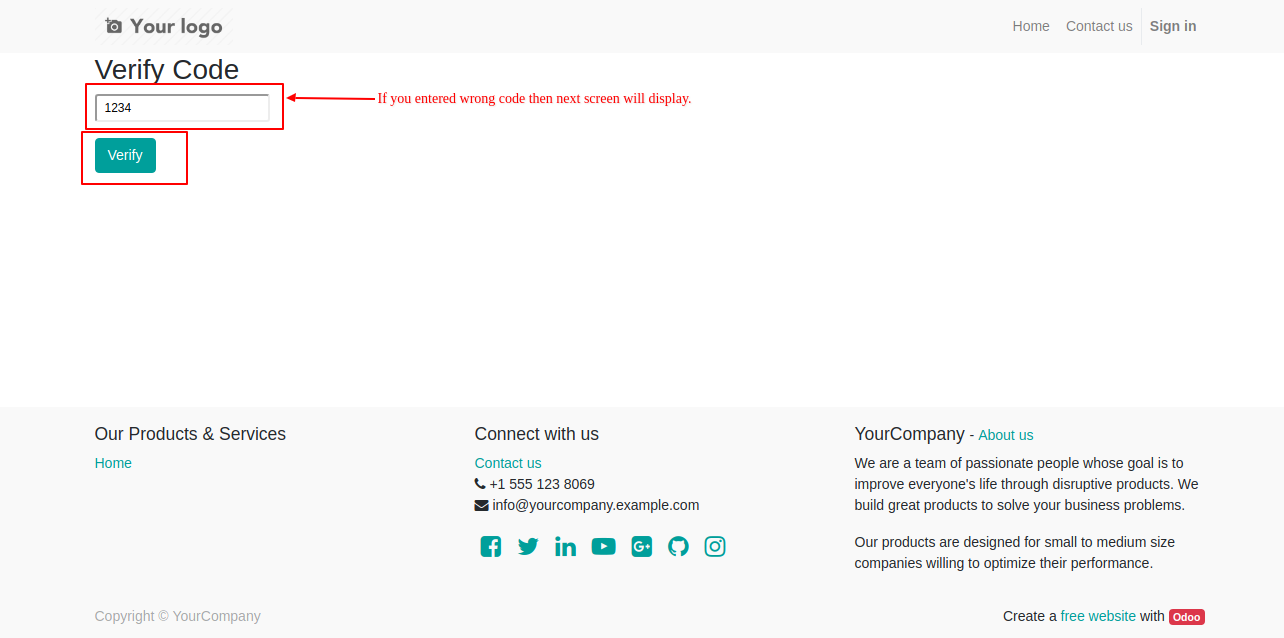 Your logo
Home Contact us Sign in
Verify Code
1234
If you entered wrong code then next screen will display.
Verify
Our Products & Services
Home
Connect with us
Contact us
+1 555 123 8069
info@yourcompany.example.com
YourCompany - About us
We are a team of passionate people whose goal is to
improve everyone's life through disruptive products. We
build great products to solve your business problems.
Our products are designed for small to medium size
companies willing to optimize their performance.
Copyright © YourCompany
Create a free website with Odoo